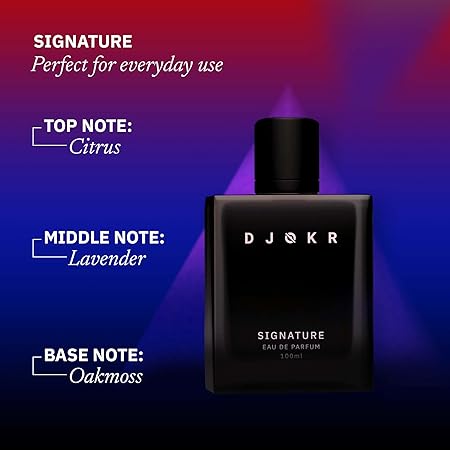 SIGNATURE
Perfect for everyday use
TOP NOTE:
Citrus
MIDDLE NOTE:
Lavender
BASE NOTE:
Oakmoss
DJOKR
SIGNATURE
EAU DE PARFUM
100ml